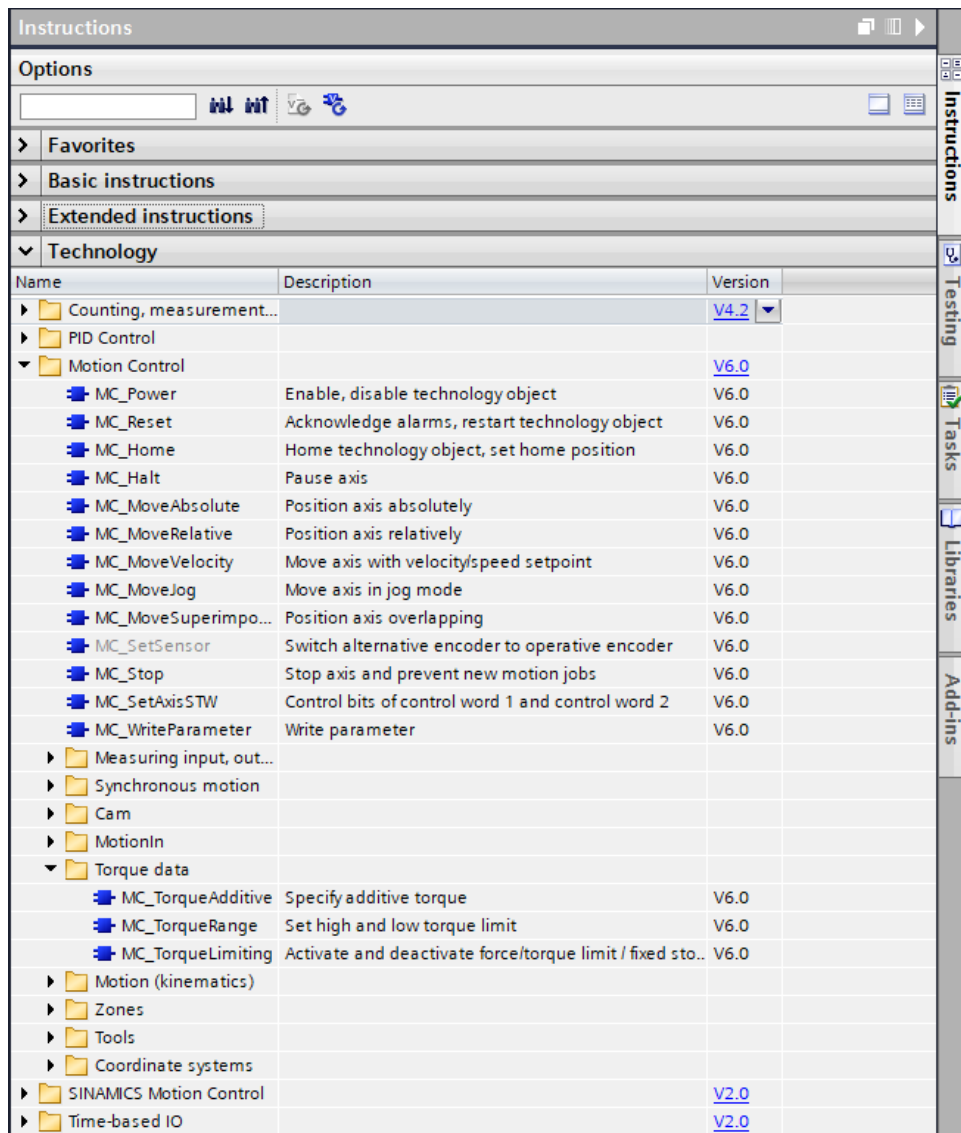 Instructions
Options
Favorites
Basic instructions
Extended instructions
Technology
Name Description Version
Counting, measurement... V4.2
PID Control
Motion Control V6.0
MC_Power Enable, disable technology object V6.0
MC_Reset Acknowledge alarms, restart technology object V6.0
MC_Home Home technology object, set home position V6.0
MC_Halt Pause axis V6.0
MC_MoveAbsolute Position axis absolutely V6.0
MC_MoveRelative Position axis relatively V6.0
MC_MoveVelocity Move axis with velocity/speed setpoint V6.0
MC_MoveJog Move axis in jog mode V6.0
MC_MoveSuperimpo... Position axis overlapping V6.0
MC_SetSensor Switch alternative encoder to operative encoder V6.0
MC_Stop Stop axis and prevent new motion jobs V6.0
MC_SetAxisSTW Control bits of control word 1 and control word 2 V6.0
MC_WriteParameter Write parameter V6.0
Measuring input, out...
Synchronous motion
Cam
MotionIn
Torque data
MC_TorqueAdditive Specify additive torque V6.0
MC_TorqueRange Set high and low torque limit V6.0
MC_TorqueLimiting Activate and deactivate force/torque limit / fixed sto.. V6.0
Motion (kinematics)
Zones
Tools
Coordinate systems
SINAMICS Motion Control V2.0
Time-based IO V2.0
Instructions
Testing
Tasks
Libraries
Add-ins